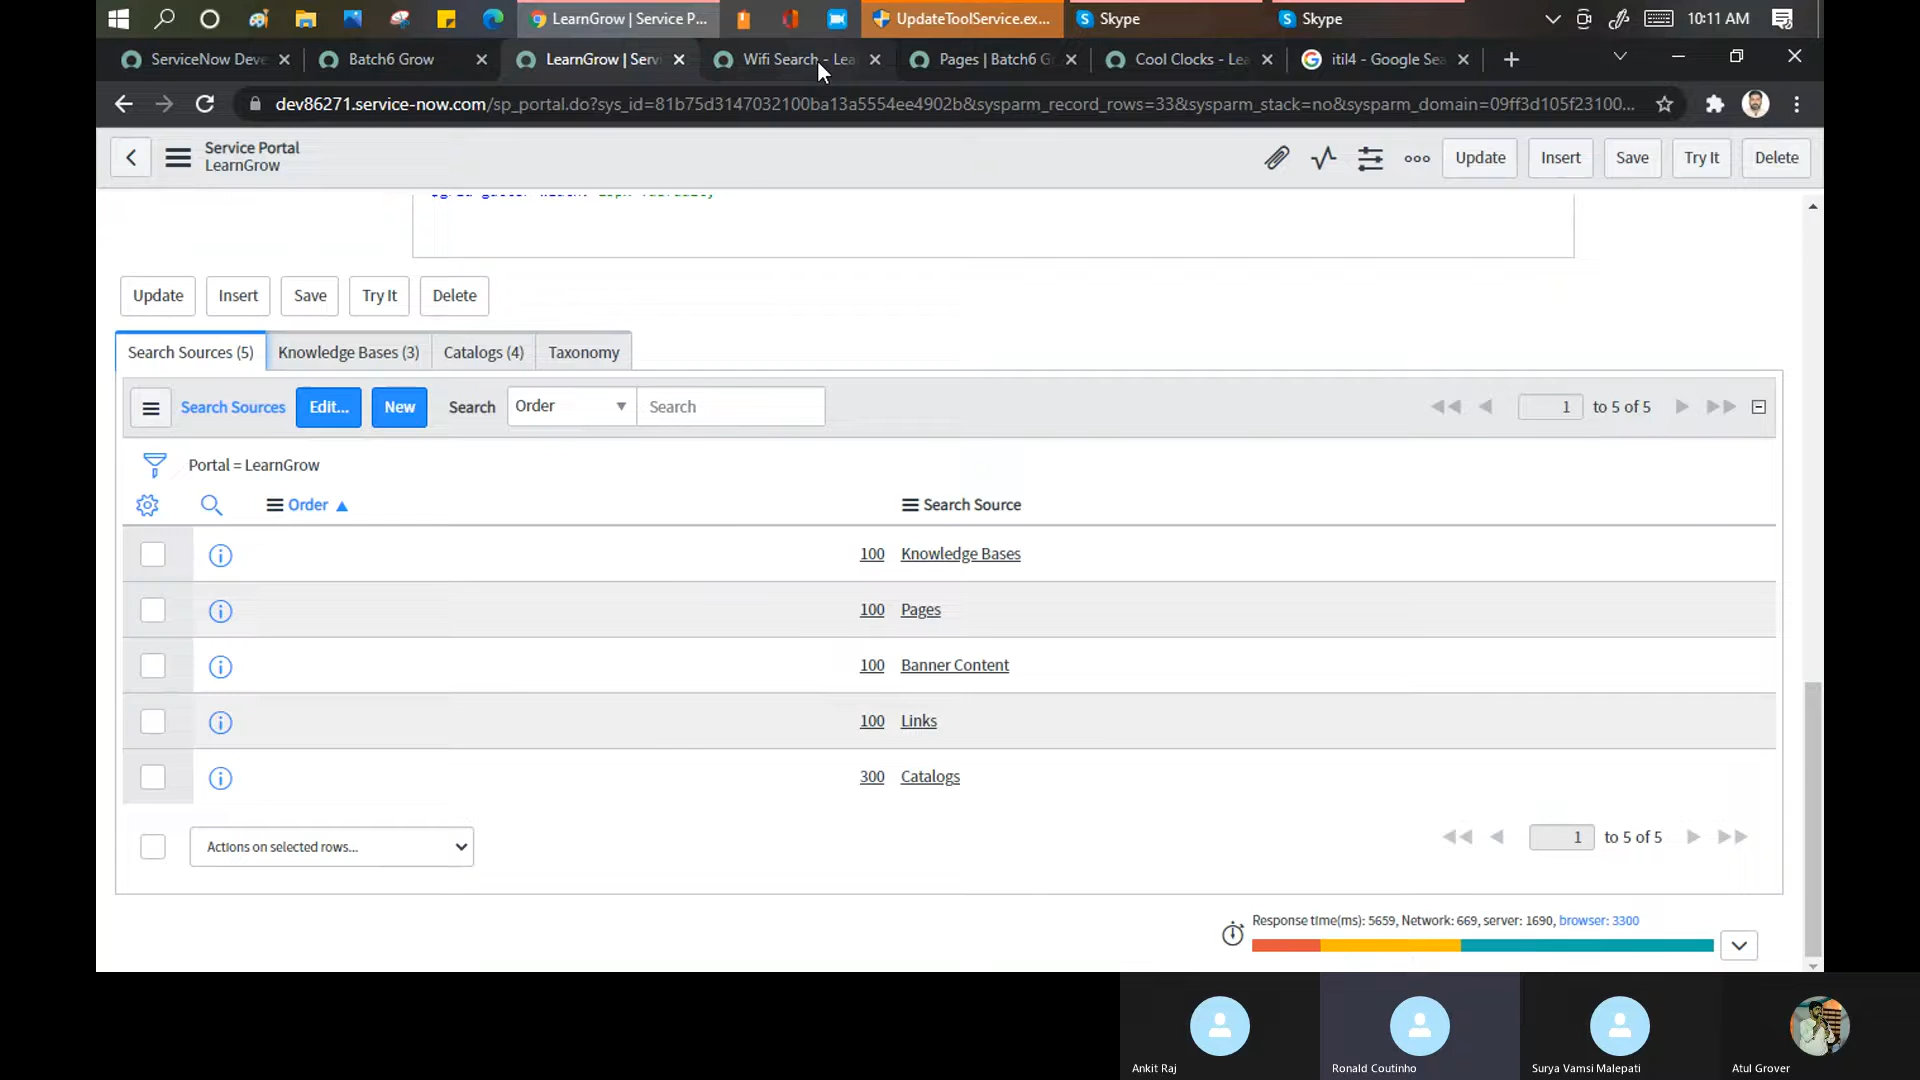 LearnGrow | Service P...
UpdateToolService.ex...
Skype
Skype
10:11 AM
ServiceNow Deve
Batch6 Grow
LearnGrow | Serv
Wifi Search - Lea
Pages | Batch6 G
Cool Clocks - Lea
itil4 - Google Sea
dev86271.service-now.com/sp_portal.do?sys_id=81b75d3147032100ba13a5554ee4902b&sysparm_record_rows=33&sysparm_stack=no&sysparm_domain=09ff3d105f23100...
Service Portal
LearnGrow
Update
Insert
Save
Try It
Delete
Update
Insert
Save
Try It
Delete
Search Sources (5)
Knowledge Bases (3)
Catalogs (4)
Taxonomy
Search Sources
Edit...
New
Search
Order
Search
1 to 5 of 5
Portal = LearnGrow
Order
Search Source
100 Knowledge Bases
100 Pages
100 Banner Content
100 Links
300 Catalogs
Actions on selected rows...
1 to 5 of 5
Response time(ms): 5659, Network: 669, server: 1690, browser: 3300
Ankit Raj
Ronald Coutinho
Surya Vamsi Malepati
Atul Grover